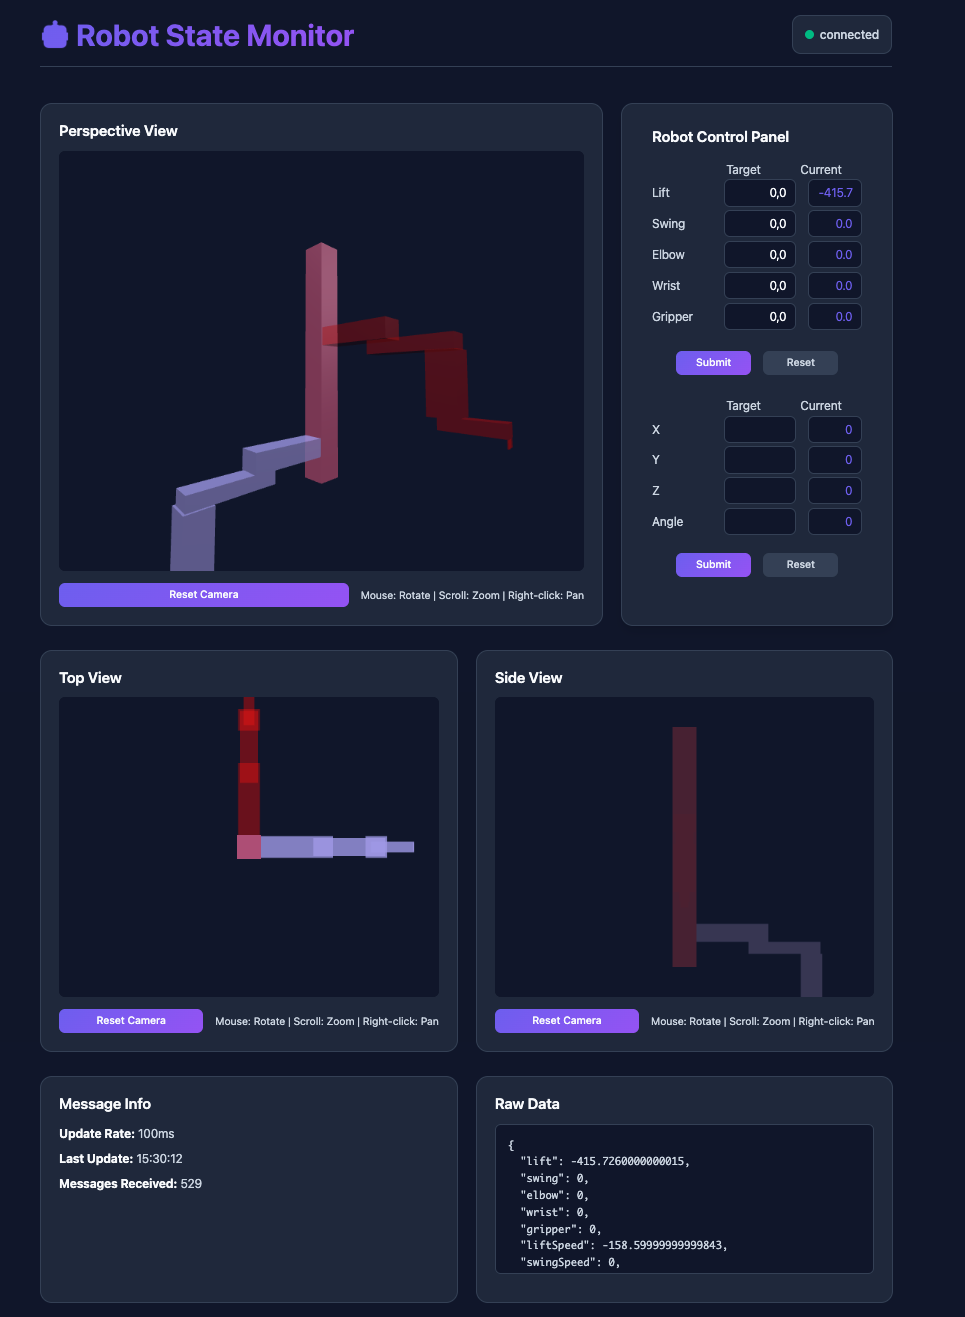 Robot State Monitor
connected
Perspective View
Reset Camera
Mouse: Rotate | Scroll: Zoom | Right-click: Pan
Robot Control Panel
Target Current
Lift 0,0 -415.7
Swing 0,0 0.0
Elbow 0,0 0.0
Wrist 0,0 0.0
Gripper 0,0 0.0
Submit Reset
Target Current
X 0
Y 0
Z 0
Angle 0
Submit Reset
Top View
Reset Camera
Mouse: Rotate | Scroll: Zoom | Right-click: Pan
Side View
Reset Camera
Mouse: Rotate | Scroll: Zoom | Right-click: Pan
Message Info
Update Rate: 100ms
Last Update: 15:30:12
Messages Received: 529
Raw Data
{
"lift": -415.7260000000015,
"swing": 0,
"elbow": 0,
"wrist": 0,
"gripper": 0,
"liftSpeed": -158.59999999999843,
"swingSpeed": 0,